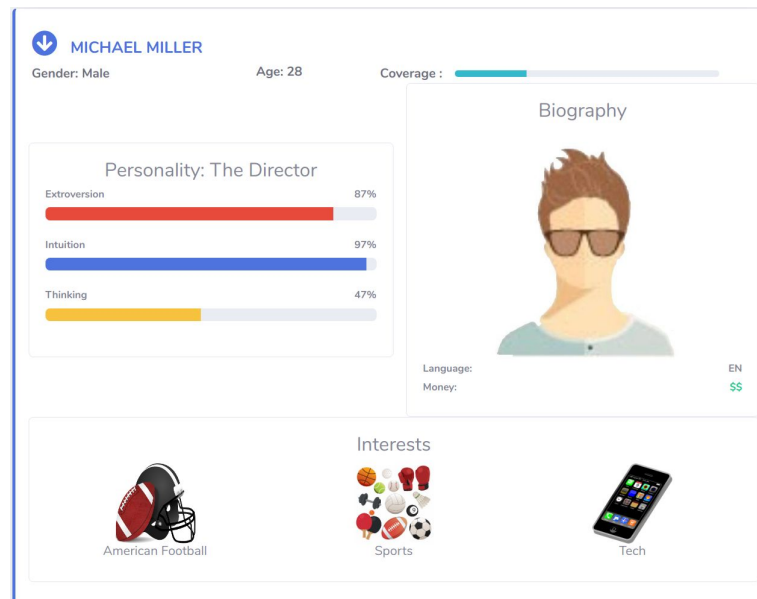 MICHAEL MILLER
Gender: Male Age: 28 Coverage :
Biography
Personality: The Director
Extroversion 87%
Intuition 97%
Thinking 47%
Language: EN
Money: $$
Interests
American Football Sports Tech